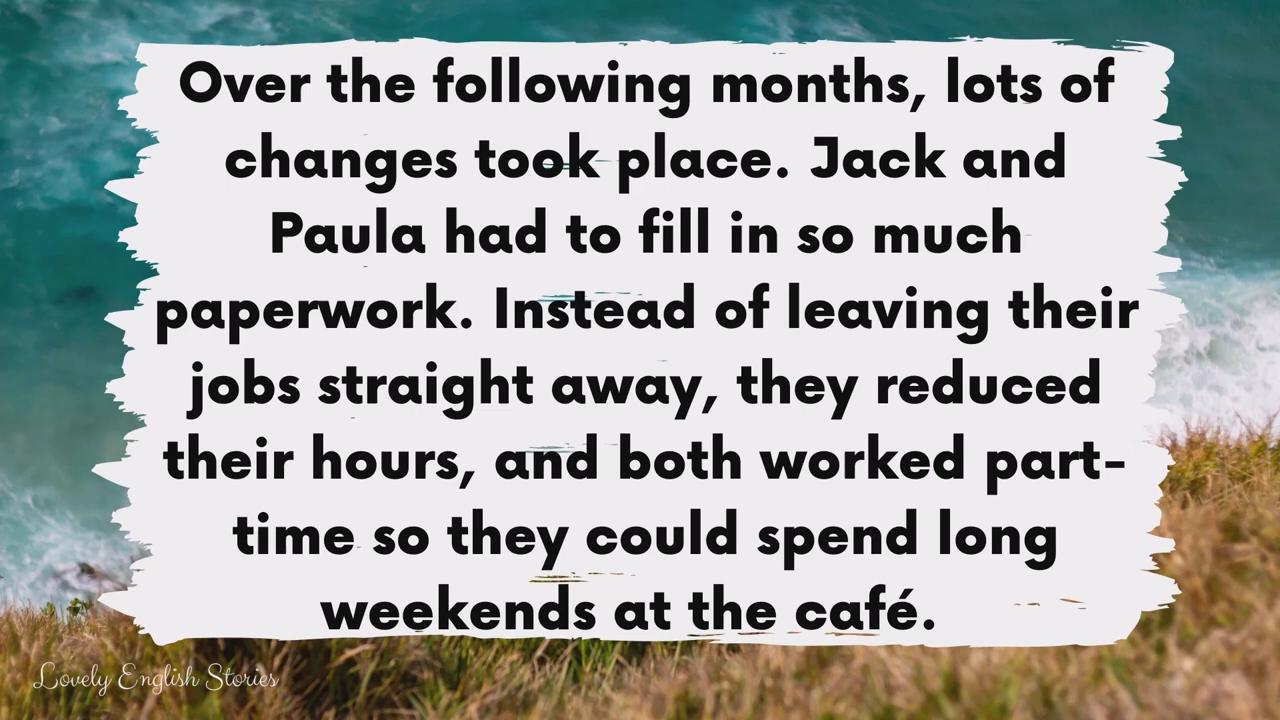 Over the following months, lots of
changes took place. Jack and
Paula had to fill in so much
paperwork. Instead of leaving their
jobs straight away, they reduced
their hours, and both worked part-
time so they could spend long
weekends at the café.
Lovely English Stories